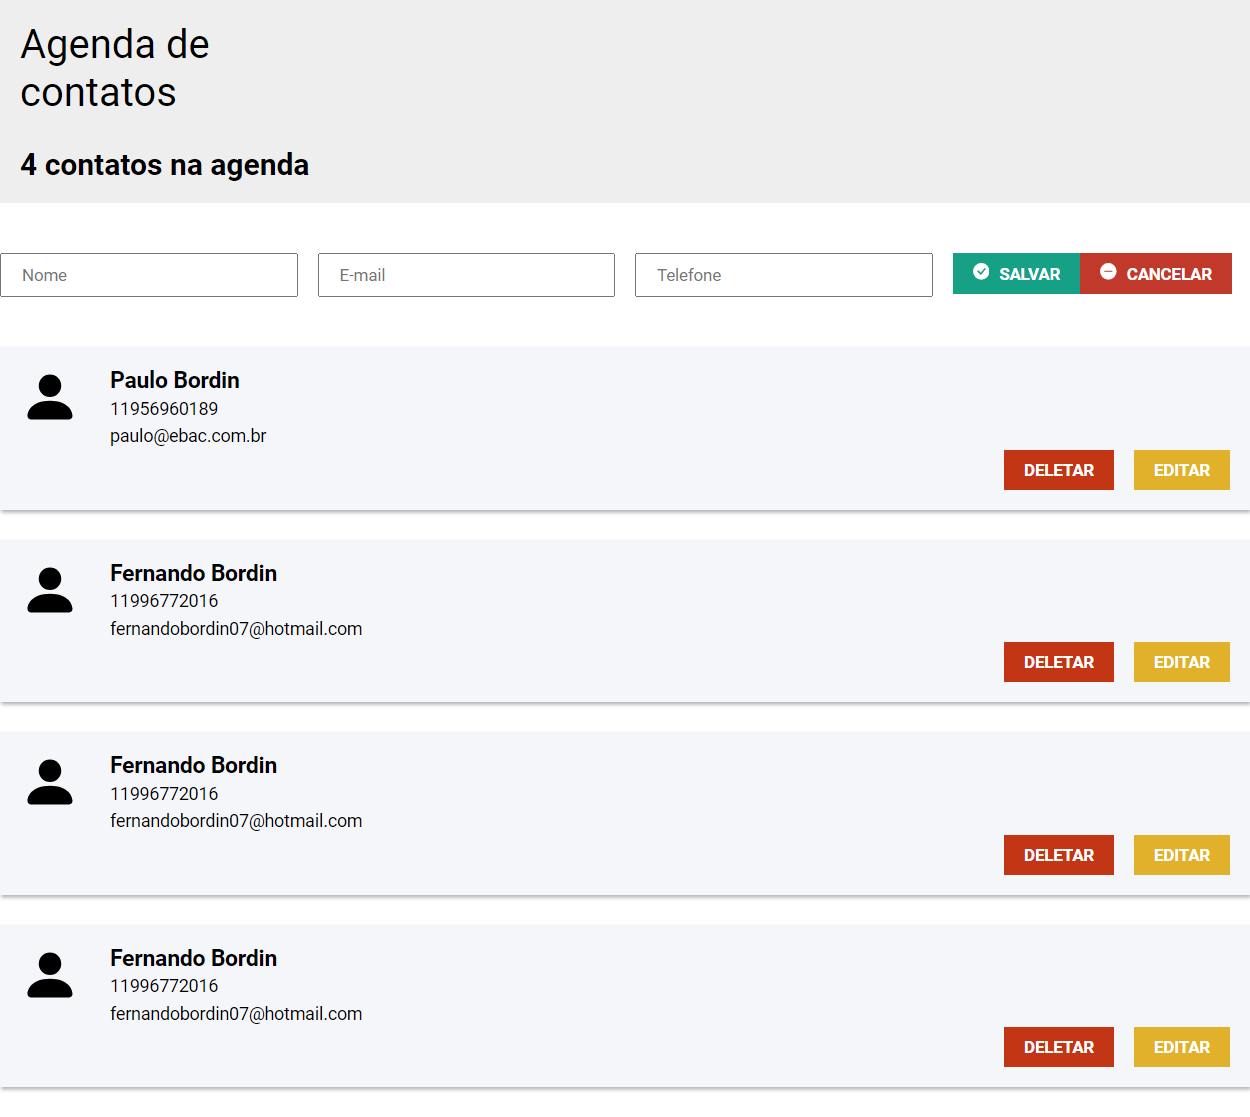 Agenda de
contatos
4 contatos na agenda
Nome E-mail Telefone SALVAR CANCELAR
Paulo Bordin
11956960189
paulo@ebac.com.br
DELETAR EDITAR
Fernando Bordin
11996772016
fernandobordin07@hotmail.com
DELETAR EDITAR
Fernando Bordin
11996772016
fernandobordin07@hotmail.com
DELETAR EDITAR
Fernando Bordin
11996772016
fernandobordin07@hotmail.com
DELETAR EDITAR